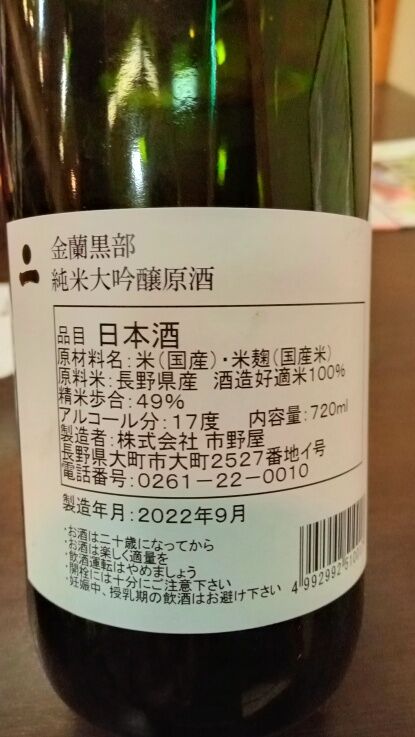 金蘭黒部
純米大吟醸原酒
品目 日本酒
原材料名：米（国産）・米麹（国産米）
原料米：長野県産 酒造好適米100%
精米歩合：49%
アルコール分：17度 内容量：720ml
製造者：株式会社 市野屋
長野県大町市大町2527番地イ号
電話番号：0261-22-0010
製造年月：2022年9月
・お酒は二十歳になってから
・お酒は楽しく適量を
・飲酒運転はやめましょう
・開栓には十分にご注意下さい
・妊娠中、授乳期の飲酒はお避け下さい